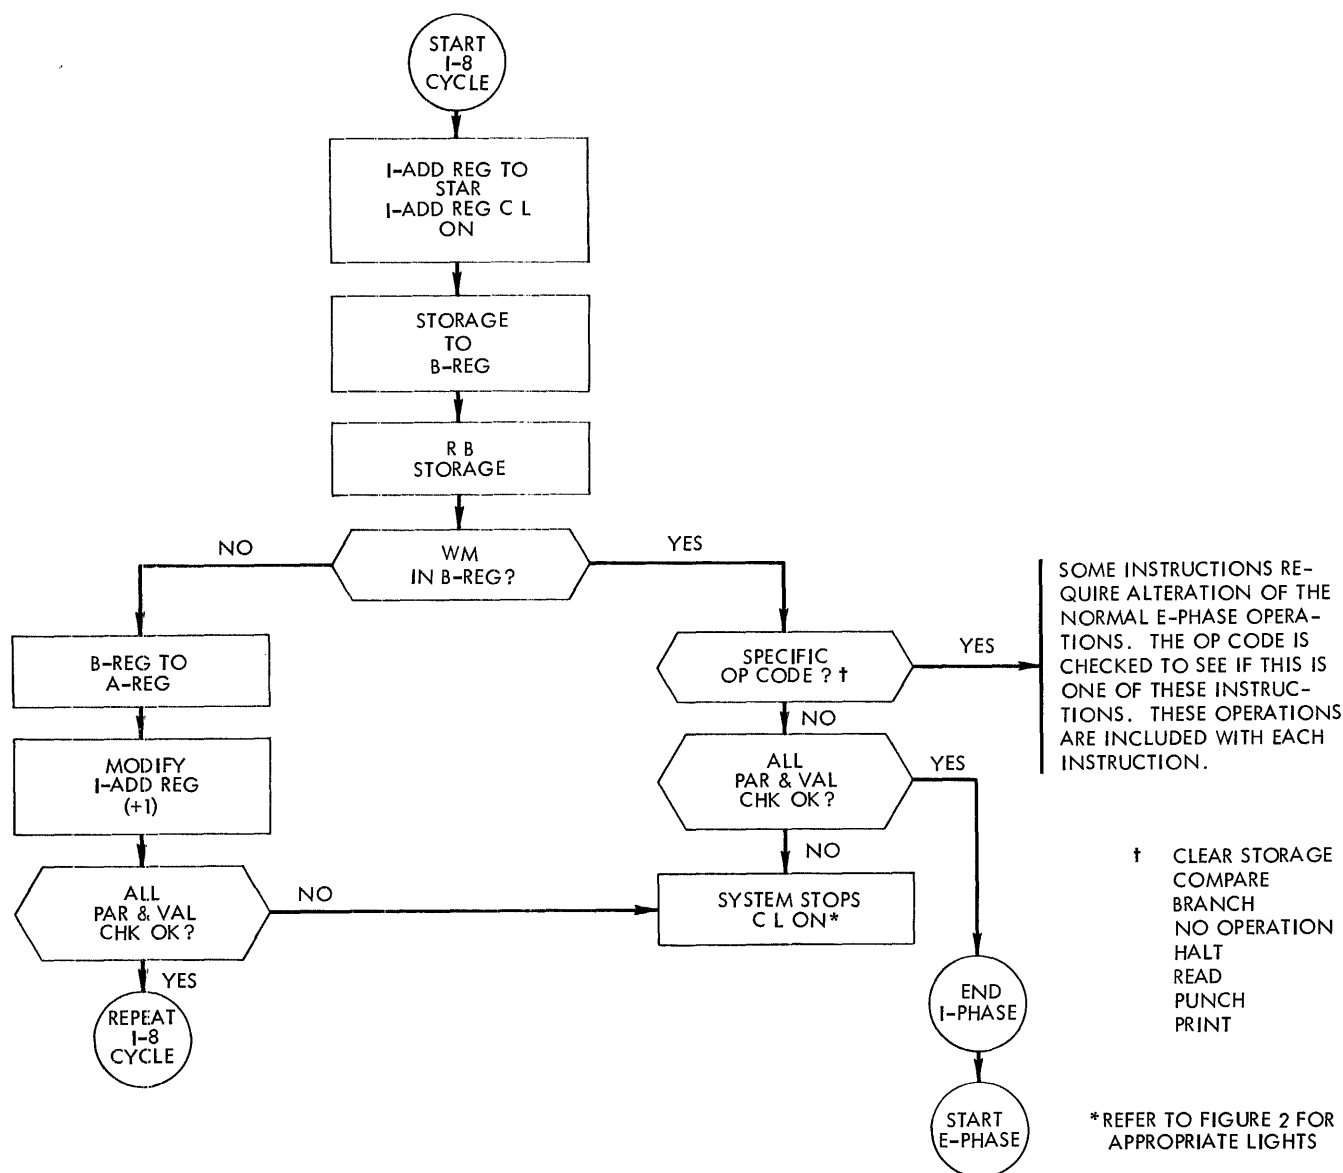 START
I-8
CYCLE
I-ADD REG TO
STAR
I-ADD REG C L
ON
STORAGE
TO
B-REG
R B
STORAGE
WM
IN B-REG?
NO
YES
B-REG TO
A-REG
MODIFY
I-ADD REG
(+1)
ALL
PAR & VAL
CHK OK?
NO
YES
REPEAT
I-8
CYCLE
SPECIFIC
OP CODE ? †
YES
NO
SOME INSTRUCTIONS RE-
QUIRE ALTERATION OF THE
NORMAL E-PHASE OPERA-
TIONS. THE OP CODE IS
CHECKED TO SEE IF THIS IS
ONE OF THESE INSTRUC-
TIONS. THESE OPERATIONS
ARE INCLUDED WITH EACH
INSTRUCTION.
ALL
PAR & VAL
CHK OK?
YES
NO
SYSTEM STOPS
C L ON*
END
I-PHASE
START
E-PHASE
† CLEAR STORAGE
COMPARE
BRANCH
NO OPERATION
HALT
READ
PUNCH
PRINT
*REFER TO FIGURE 2 FOR
APPROPRIATE LIGHTS